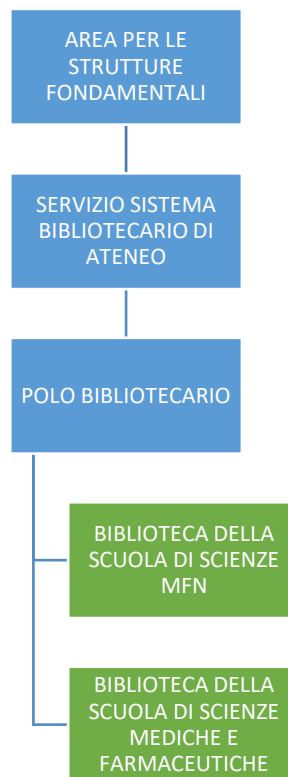 AREA PER LE
STRUTTURE
FONDAMENTALI
SERVIZIO SISTEMA
BIBLIOTECARIO DI
ATENEO
POLO BIBLIOTECARIO
BIBLIOTECA DELLA
SCUOLA DI SCIENZE
MFN
BIBLIOTECA DELLA
SCUOLA DI SCIENZE
MEDICHE E
FARMACEUTICHE